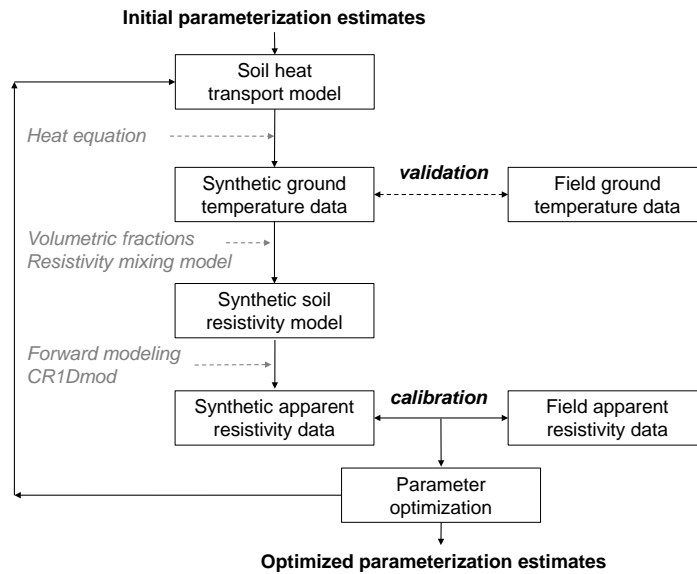 Initial parameterization estimates
Soil heat
transport model
Heat equation
validation
Synthetic ground
temperature data
Field ground
temperature data
Volumetric fractions
Resistivity mixing model
Synthetic soil
resistivity model
Forward modeling
CR1Dmod
calibration
Synthetic apparent
resistivity data
Field apparent
resistivity data
Parameter
optimization
Optimized parameterization estimates